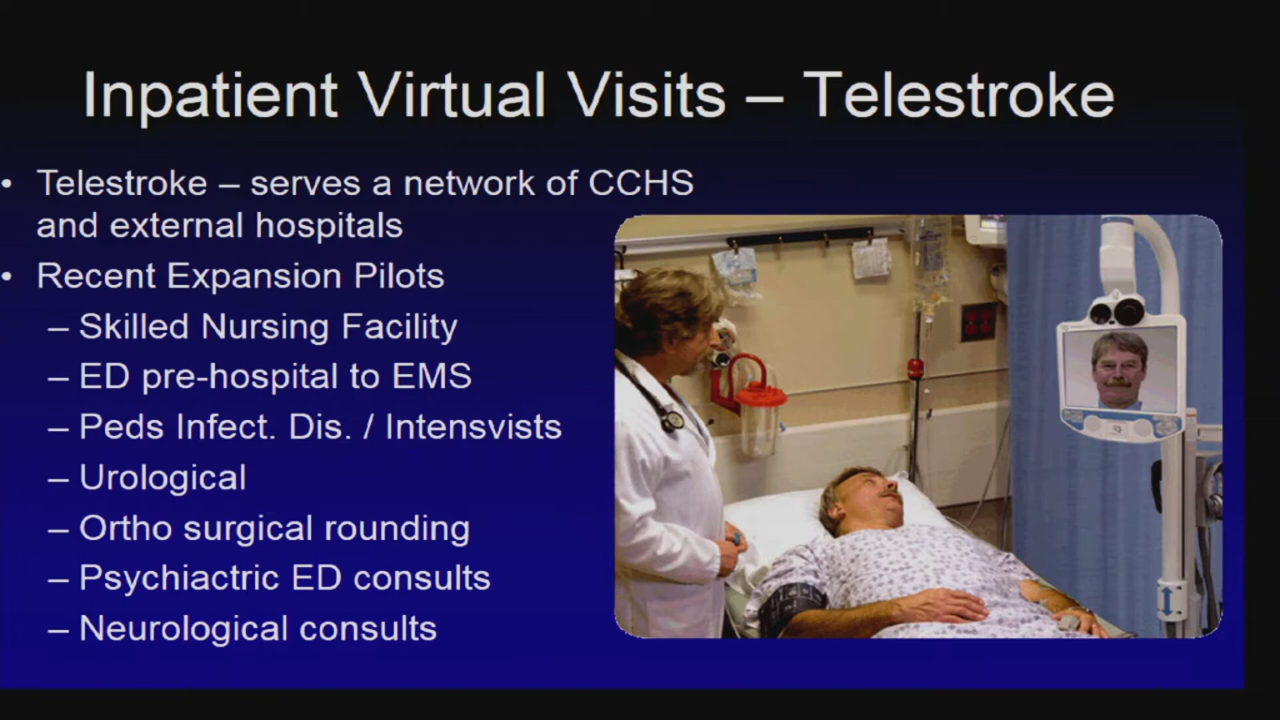 Inpatient Virtual Visits – Telestroke
• Telestroke – serves a network of CCHS
and external hospitals
• Recent Expansion Pilots
– Skilled Nursing Facility
– ED pre-hospital to EMS
– Peds Infect. Dis. / Intensvists
– Urological
– Ortho surgical rounding
– Psychiactric ED consults
– Neurological consults